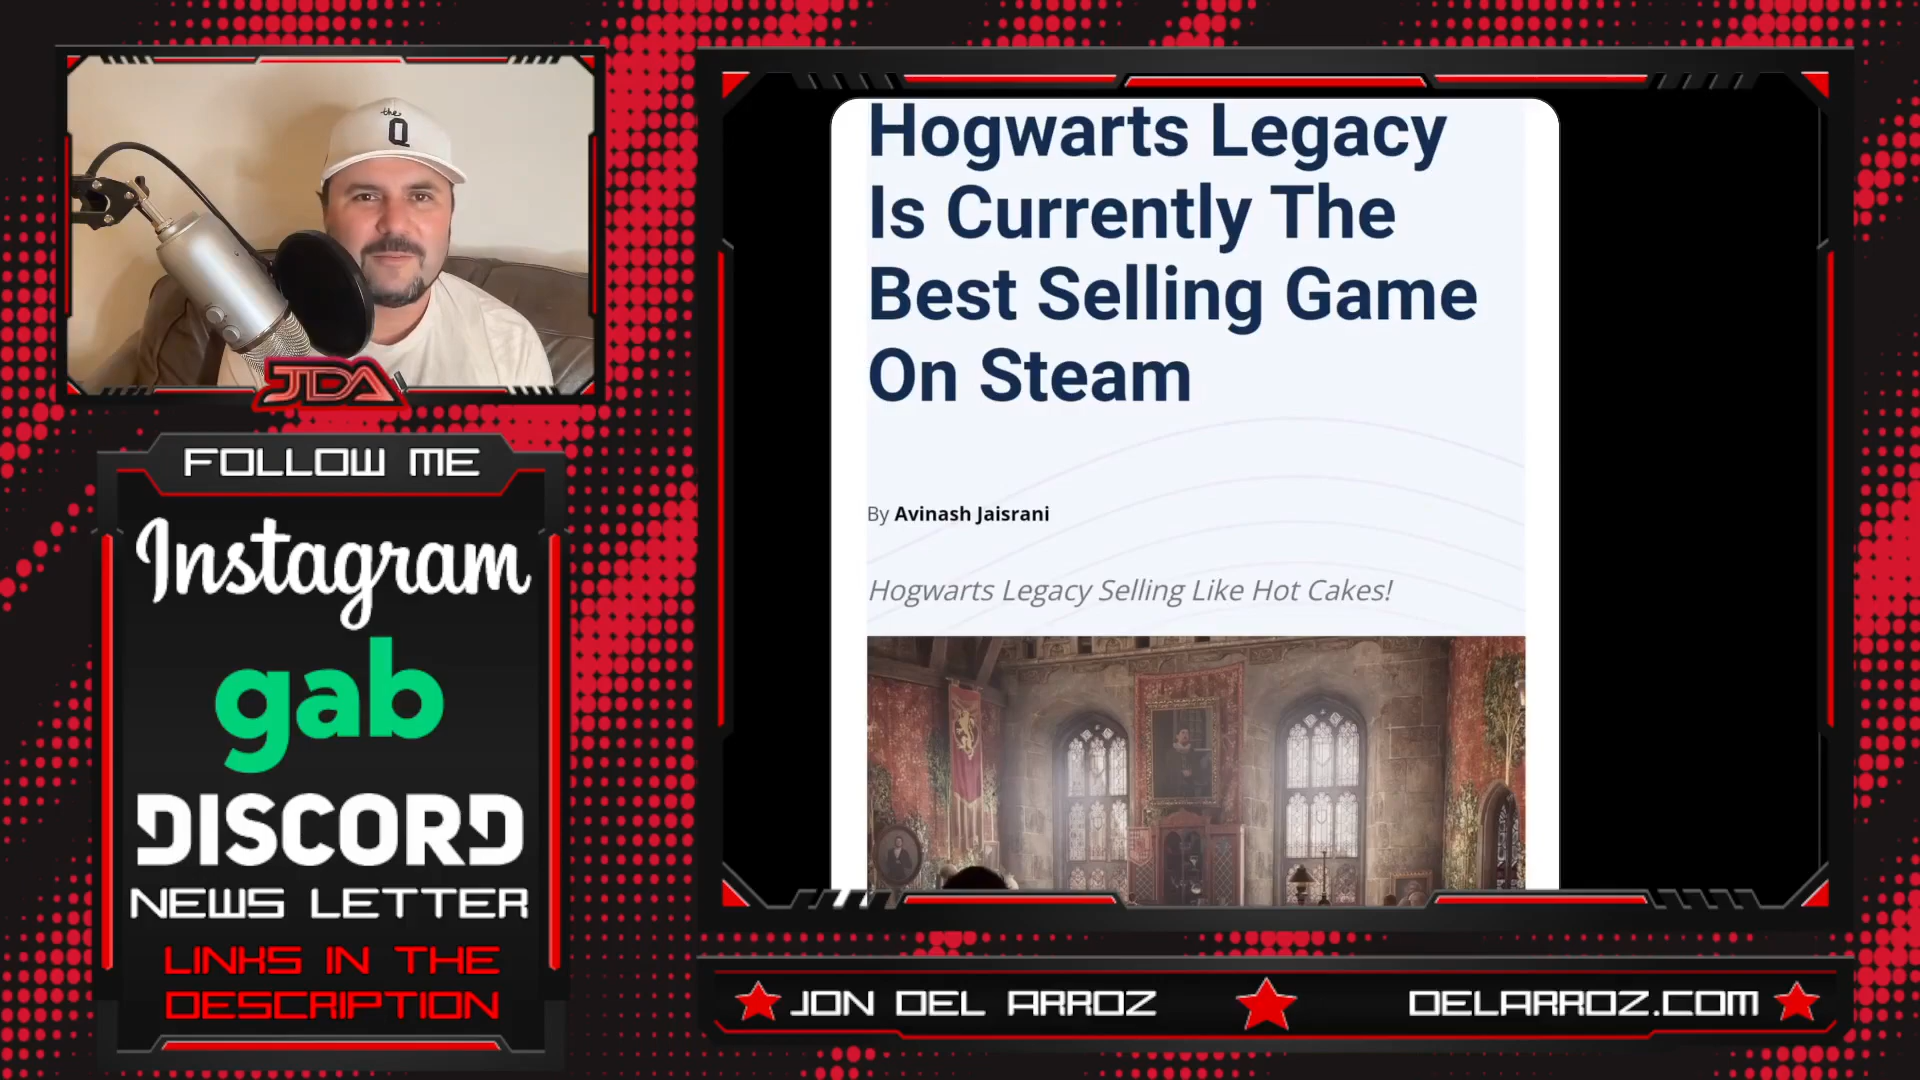 the
Q
JDA
FOLLOW ME
Instagram
gab
DISCORD
NEWS LETTER
LINKS IN THE
DESCRIPTION
Hogwarts Legacy
Is Currently The
Best Selling Game
On Steam
By Avinash Jaisrani
Hogwarts Legacy Selling Like Hot Cakes!
JON DEL ARROZ
DELARROZ.COM